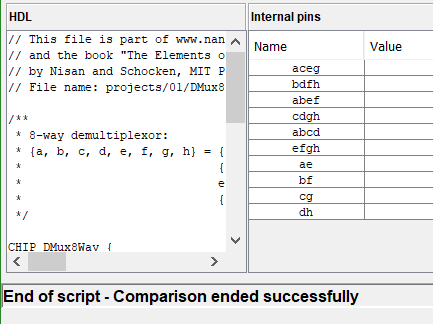 HDL
// This file is part of www.nan
// and the book "The Elements o
// by Nisan and Schocken, MIT P
// File name: projects/01/DMux8
/**
* 8-way demultiplexor:
* {a, b, c, d, e, f, g, h} = {
* {
* e
* {
*/
CHIP DMux8Way {
Internal pins
Name Value
aceg
bdfh
abef
cdgh
abcd
efgh
ae
bf
cg
dh
End of script - Comparison ended successfully